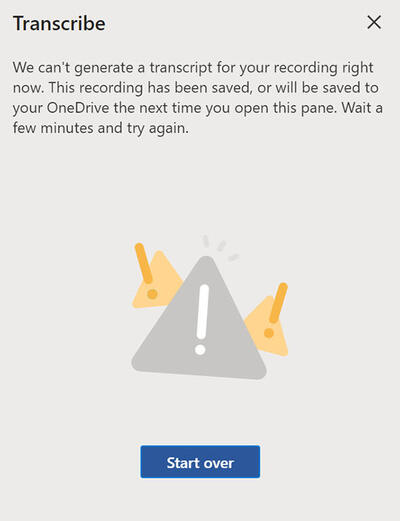 Transcribe
We can't generate a transcript for your recording right
now. This recording has been saved, or will be saved to
your OneDrive the next time you open this pane. Wait a
few minutes and try again.
Start over